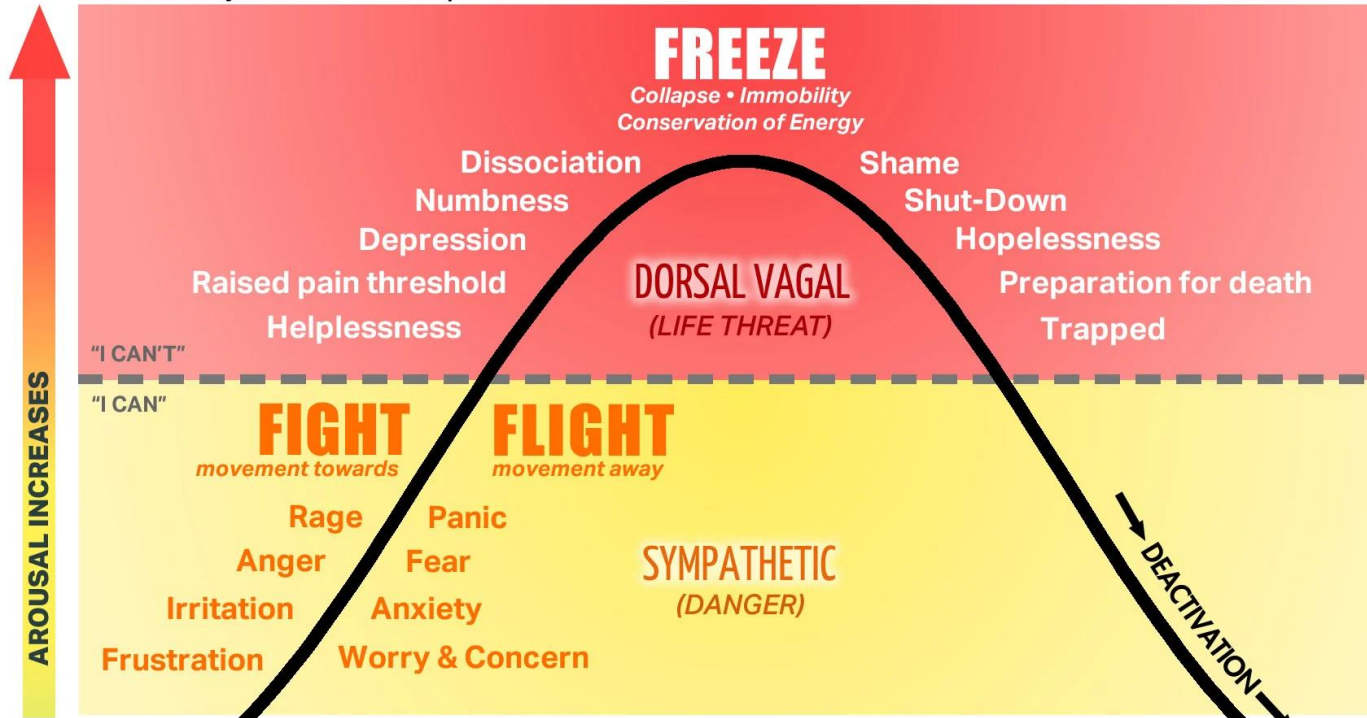 FREEZE
Collapse • Immobility
Conservation of Energy
Dissociation
Shame
Numbness
Shut-Down
Depression
Hopelessness
Raised pain threshold
DORSAL VAGAL
Preparation for death
Helplessness
(LIFE THREAT)
Trapped
"I CAN'T"
"I CAN"
FIGHT
FLIGHT
movement towards
movement away
Rage
Panic
Anger
Fear
SYMPATHETIC
Irritation
Anxiety
(DANGER)
Frustration
Worry & Concern
DEACTIVATION
AROUSAL INCREASES